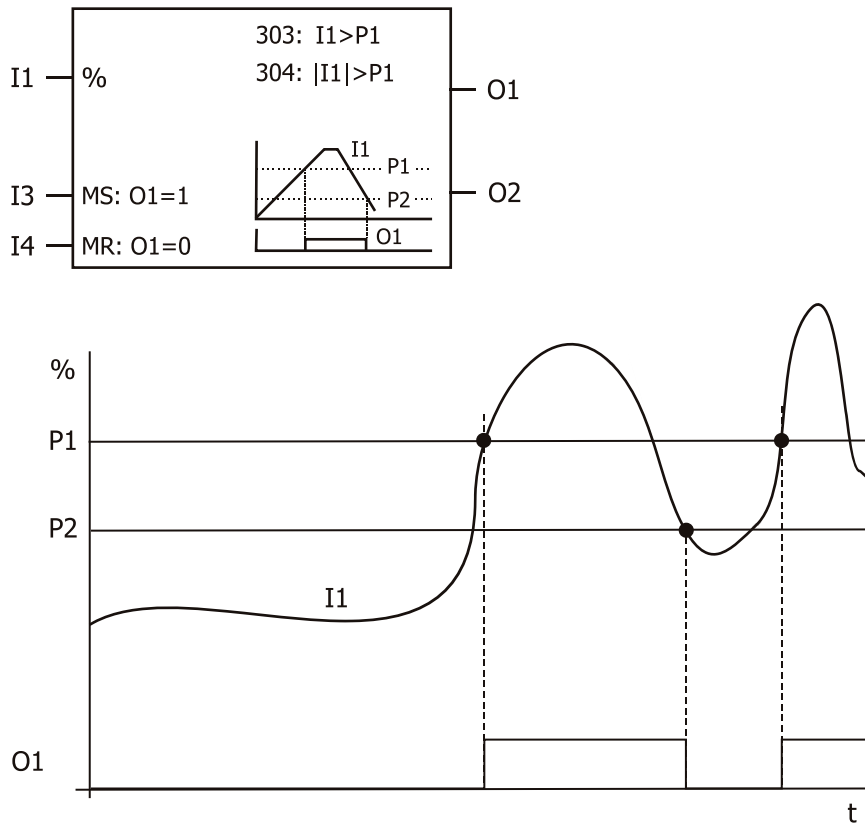 303: I1>P1
304: |I1|>P1
I1
%
O1
I1
P1
P2
I3
MS: O1=1
O2
O1
I4
MR: O1=0
%
P1
P2
I1
O1
t